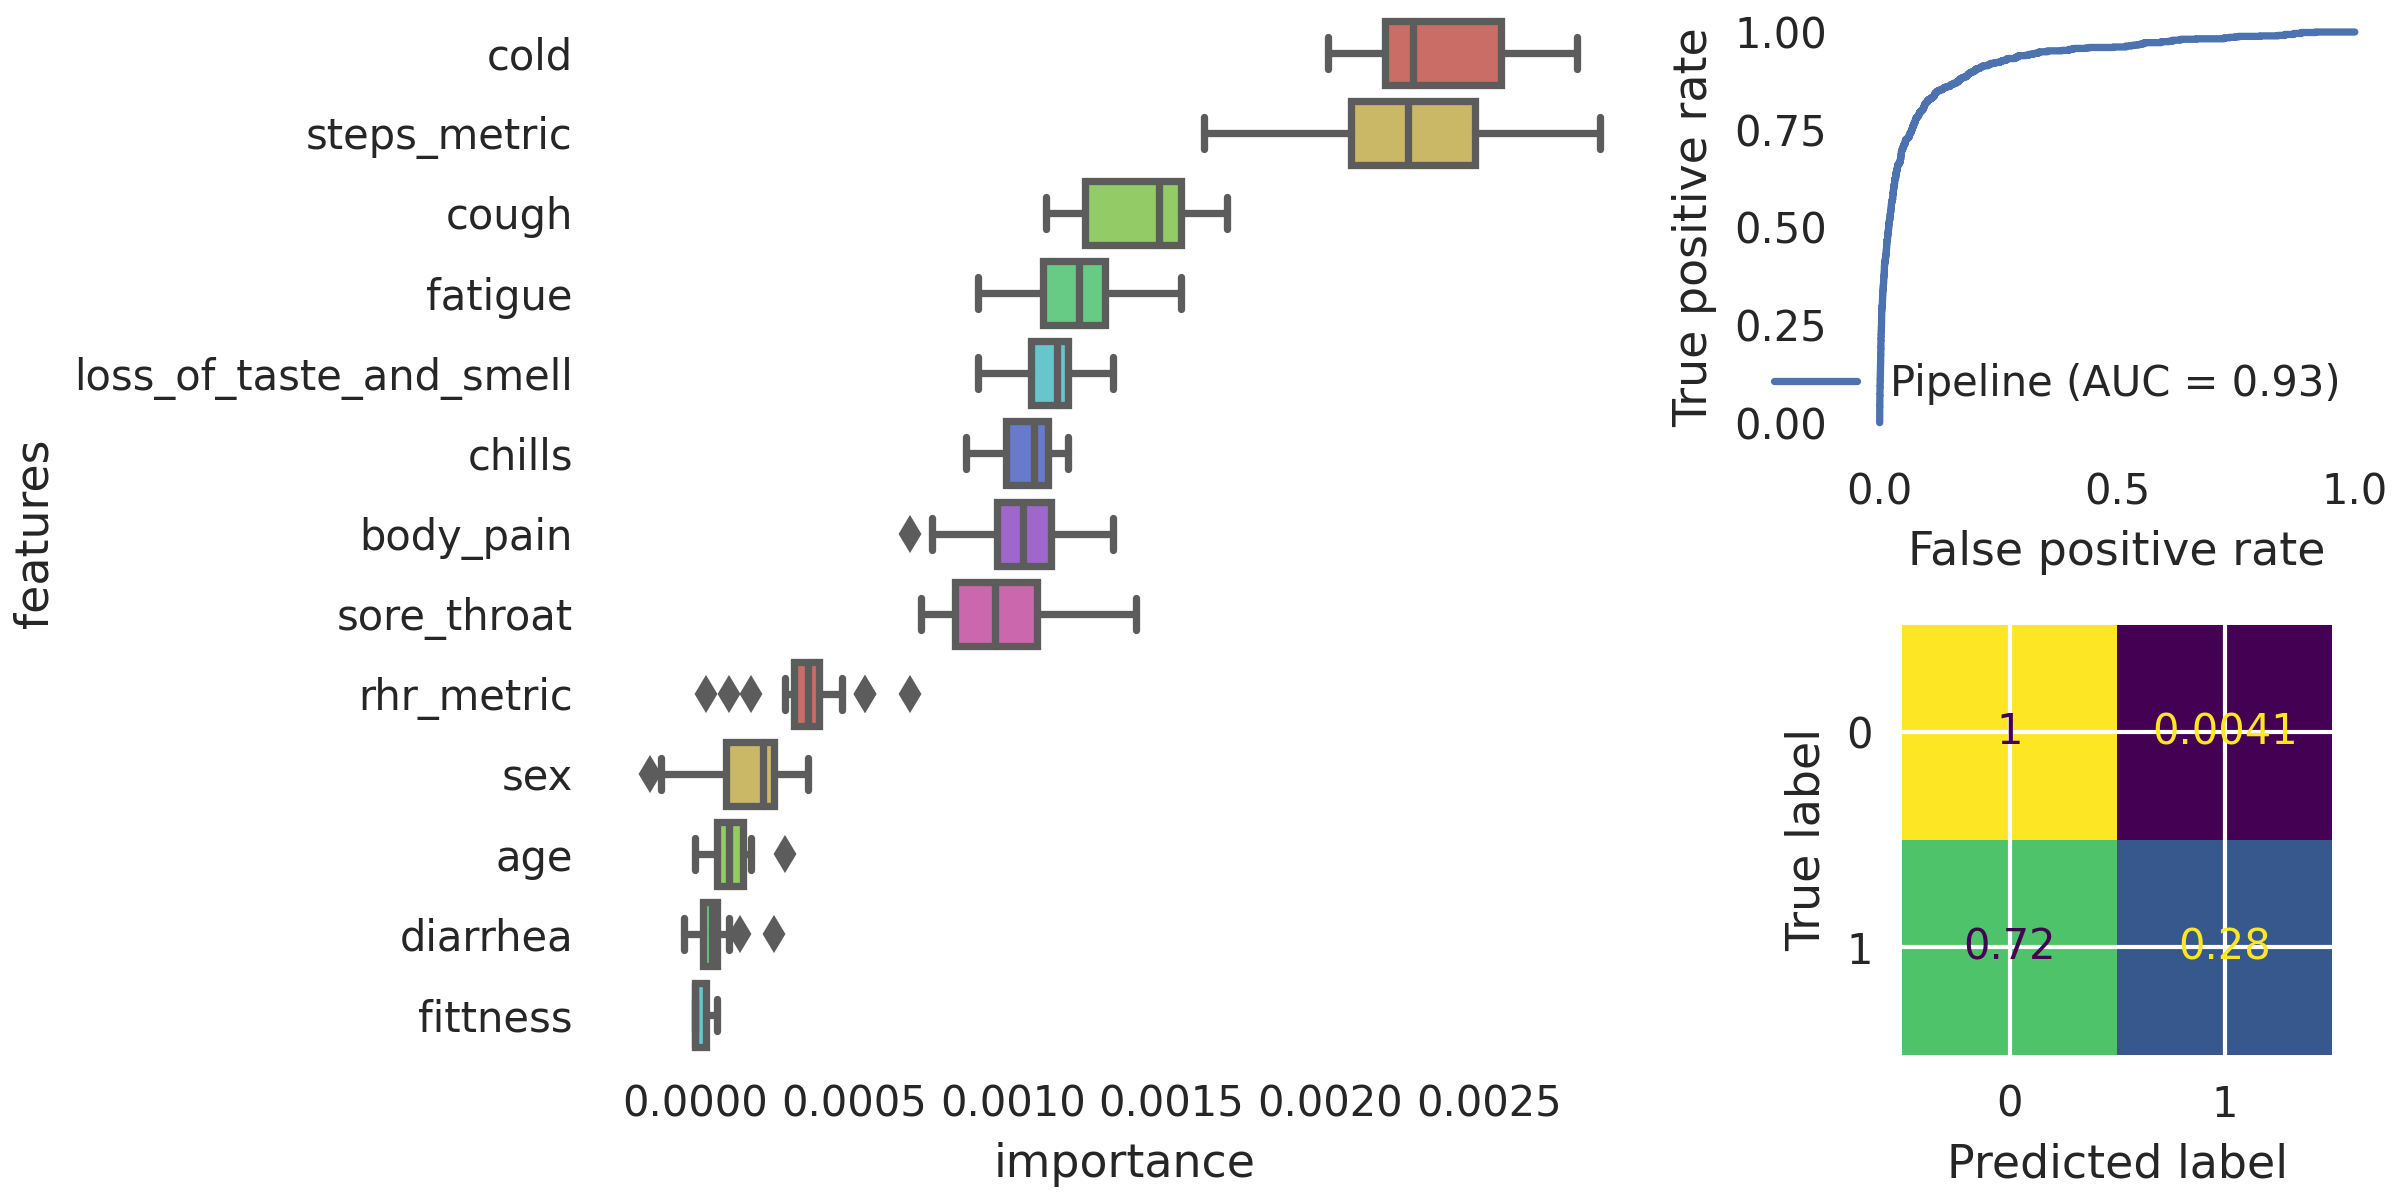 features
cold
steps_metric
cough
fatigue
loss_of_taste_and_smell
chills
body_pain
sore_throat
rhr_metric
sex
age
diarrhea
fittness
0.0000 0.0005 0.0010 0.0015 0.0020 0.0025
importance
True positive rate
1.00
0.75
0.50
0.25
0.00
Pipeline (AUC = 0.93)
0.0 0.5 1.0
False positive rate
True label
0
1
1 0.0041
0.72 0.28
0 1
Predicted label